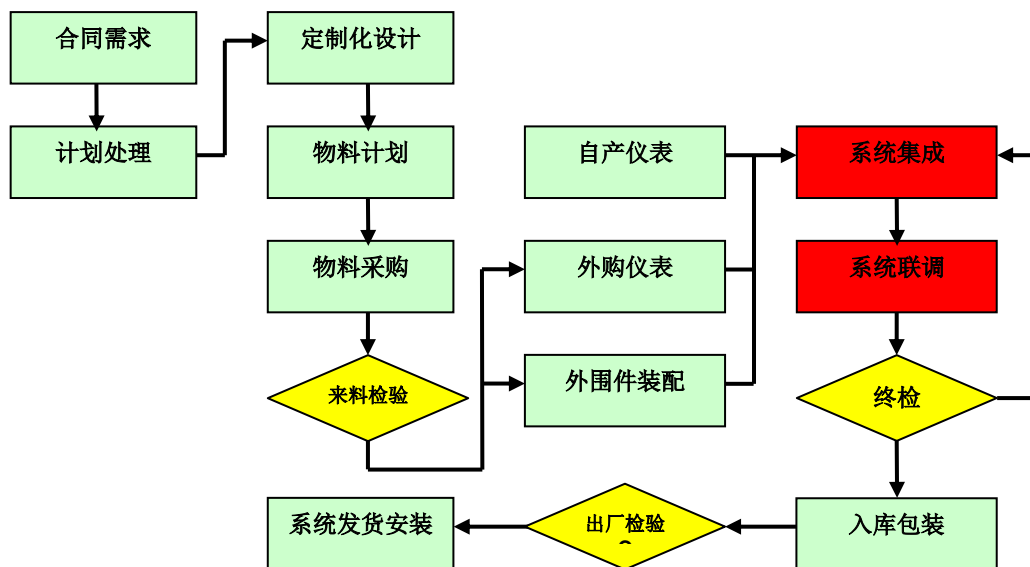 合同需求
定制化设计
计划处理
物料计划
自产仪表
系统集成
物料采购
外购仪表
系统联调
来料检验
外围件装配
终检
系统发货安装
出厂检验
入库包装